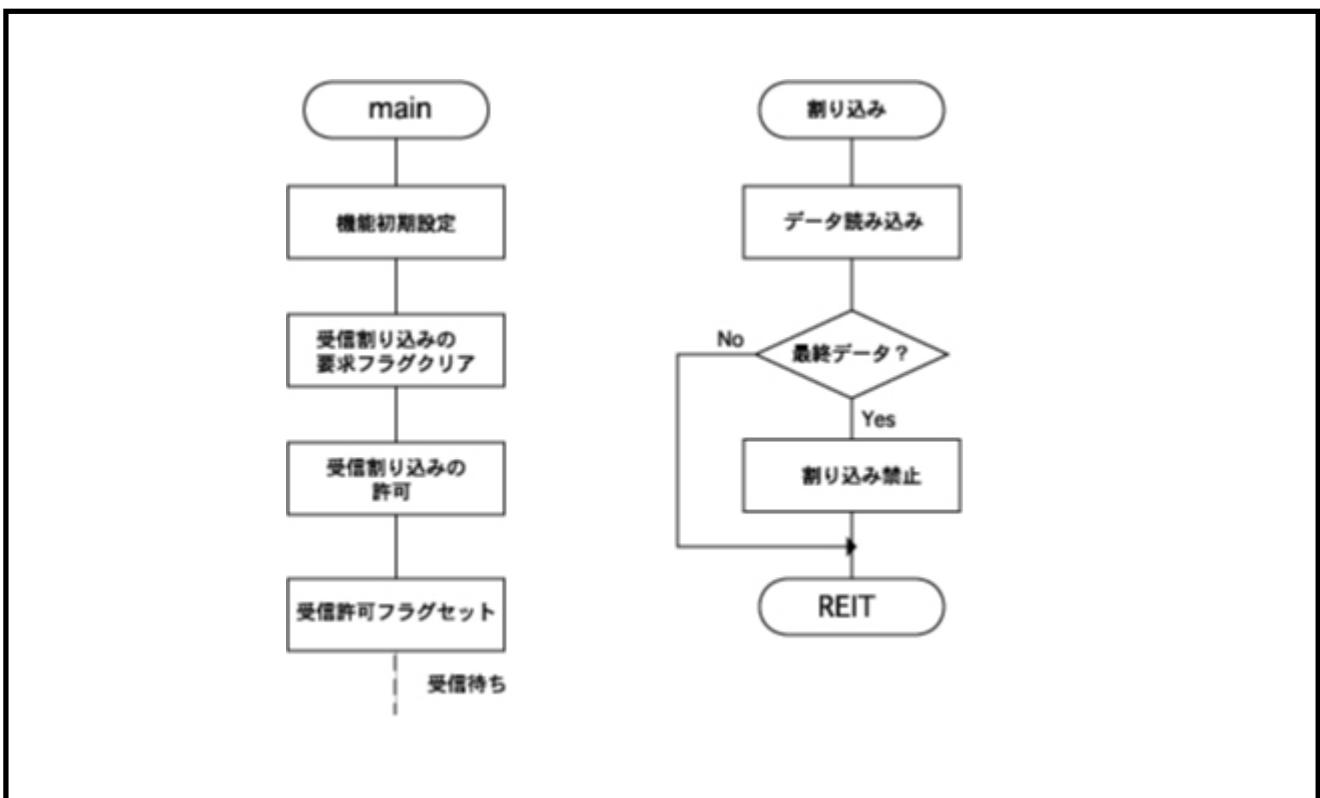 main
機能初期設定
受信割り込みの
要求フラグクリア
受信割り込みの
許可
受信許可フラグセット
受信待ち
割り込み
データ読み込み
No
最終データ？
Yes
割り込み禁止
REIT